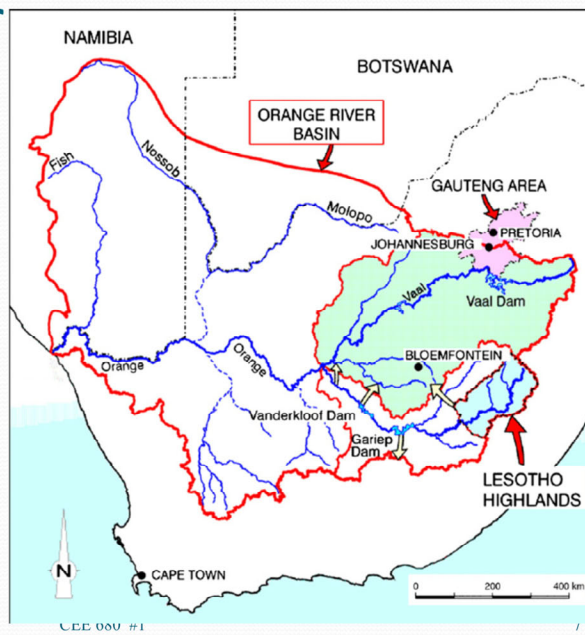 NAMIBIA
BOTSWANA
ORANGE RIVER
BASIN
Fish
Nossob
Molopo
GAUTENG AREA
PRETORIA
JOHANNESBURG
Vaal
Vaal Dam
BLOEMFONTEIN
Orange
Orange
Vanderkloof Dam
Gariep
Dam
LESOTHO
HIGHLANDS
N
CAPE TOWN
0 200 400 km
CEE 680 #1